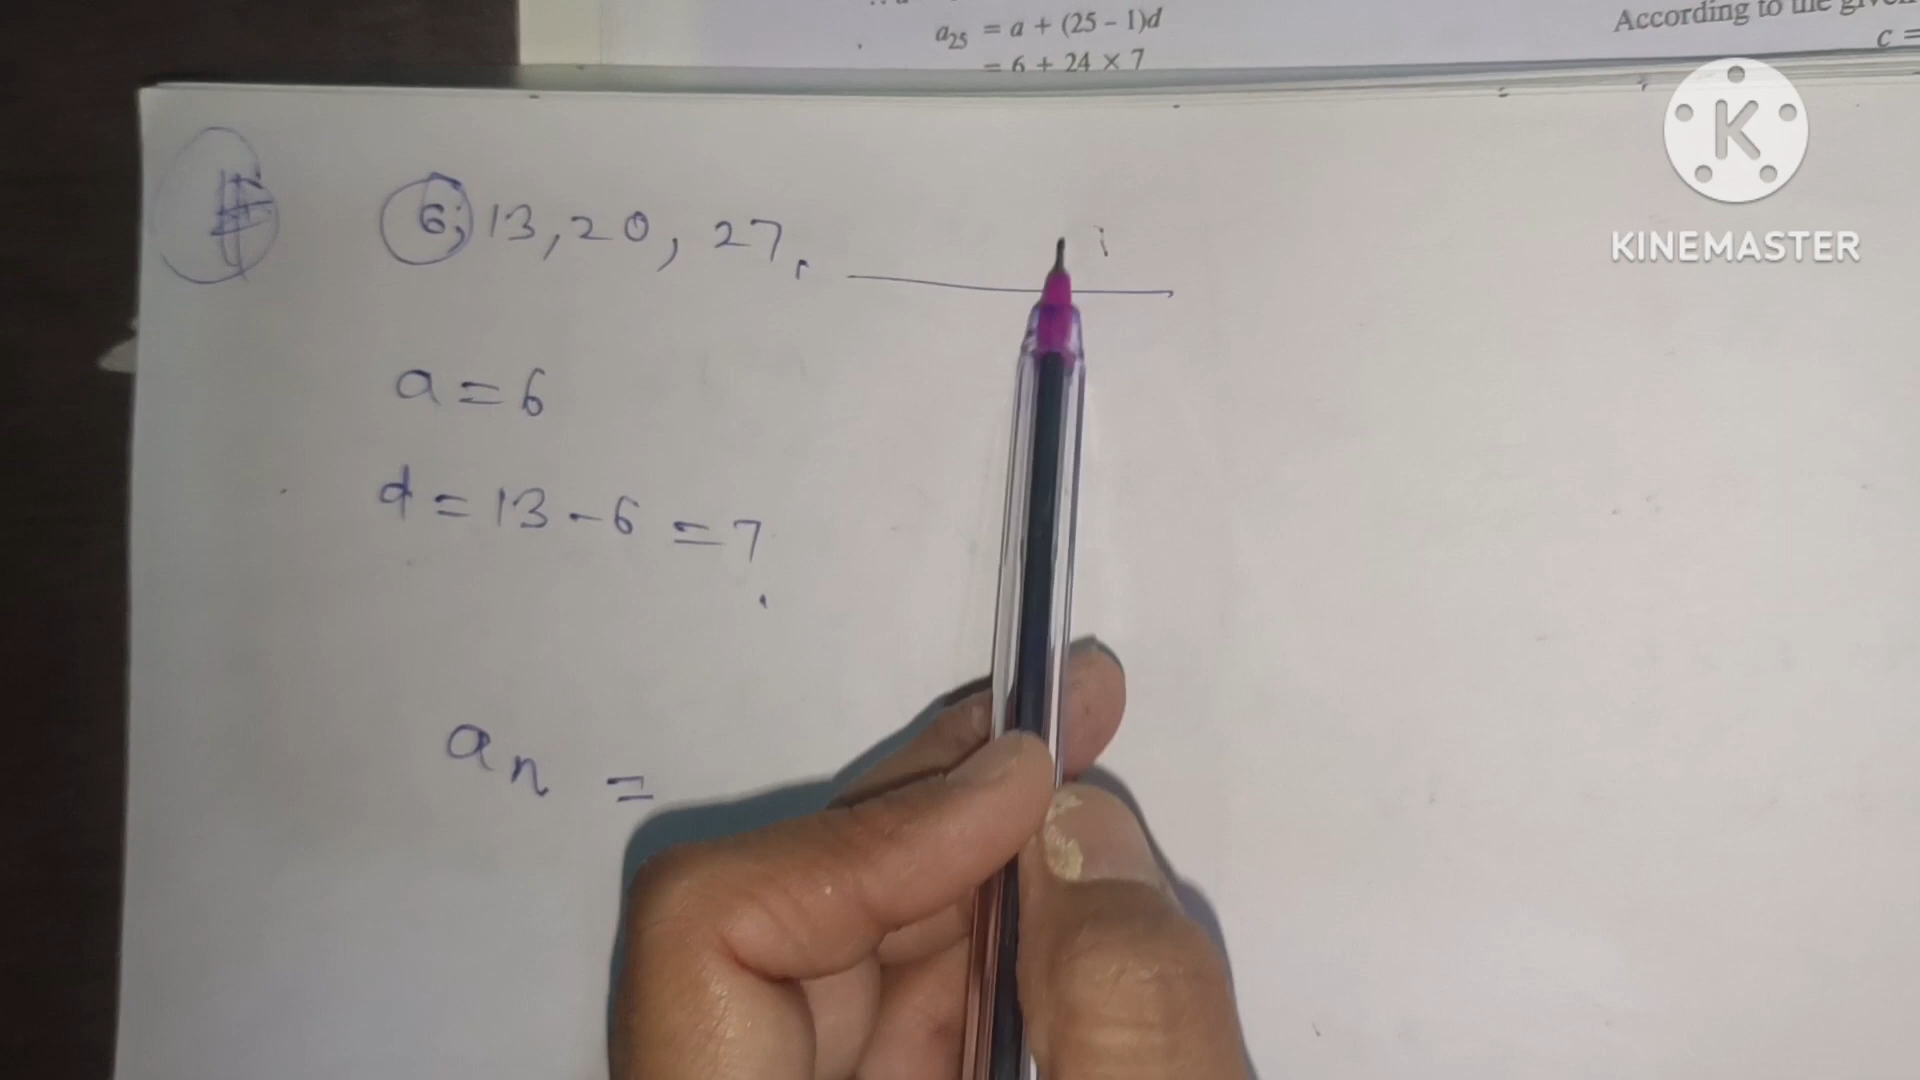 a25 = a + (25 − 1)d
= 6 + 24 × 7
According to the
c =
K
KINEMASTER
6; 13, 20, 27,
a = 6
d = 13 - 6 = 7
an =